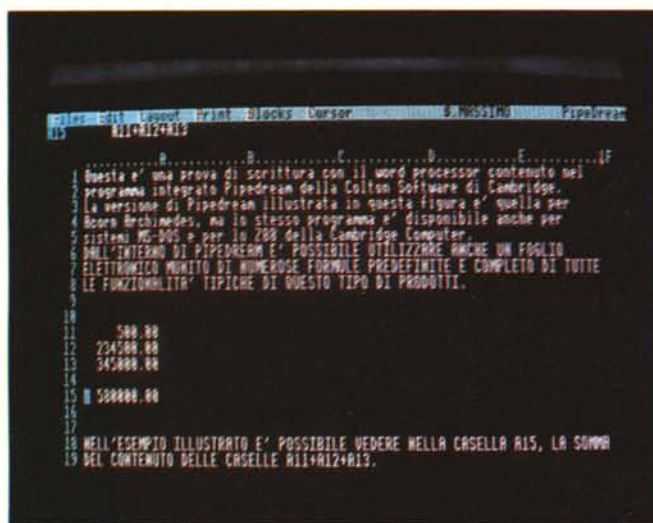 Files Edit Layout Print Blocks Cursor $.MASSIMO PipeDream
A15 A11+A12+A13
..........A..........B..........C..........D..........E..........↓F
1 Questa e' una prova di scrittura con il word processor contenuto nel
2 programma integrato Pipedream della Colton Software di Cambridge.
3 La versione di Pipedream illustrata in questa figura e' quella per
4 Acorn Archimedes, ma lo stesso programma e' disponibile anche per
5 sistemi MS-DOS e per lo Z88 della Cambridge Computer.
6 DALL'INTERNO DI PIPEDREAM E' POSSIBILE UTILIZZARE ANCHE UN FOGLIO
7 ELETTRONICO MUNITO DI NUMEROSE FORMULE PREDEFINITE E COMPLETO DI TUTTE
8 LE FUNZIONALITA' TIPICHE DI QUESTO TIPO DI PRODOTTI.
9
10
11 500.00
12 234500.00
13 345000.00
14
15 580000.00
16
17
18 NELL'ESEMPIO ILLUSTRATO E' POSSIBILE VEDERE NELLA CASELLA A15, LA SOMMA
19 DEL CONTENUTO DELLE CASELLE A11+A12+A13.